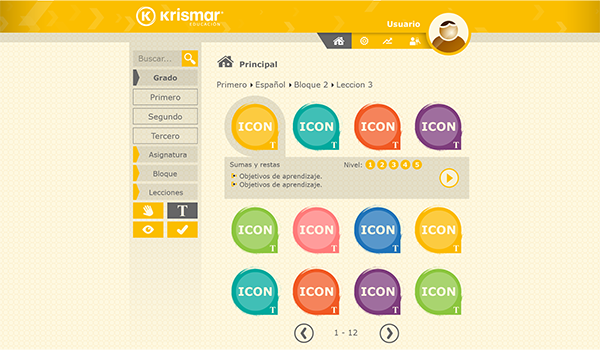 Krismar
EDUCACIÓN
Usuario
Buscar...
Grado
Primero
Segundo
Tercero
Asignatura
Bloque
Lecciones
T
Principal
Primero Español Bloque 2 Leccion 3
ICON T ICON T ICON T ICON T
Sumas y restas
Nivel: 1 2 3 4 5
Objetivos de aprendizaje.
Objetivos de aprendizaje.
ICON T ICON T ICON T ICON T
ICON T ICON T ICON T ICON T
1 - 12